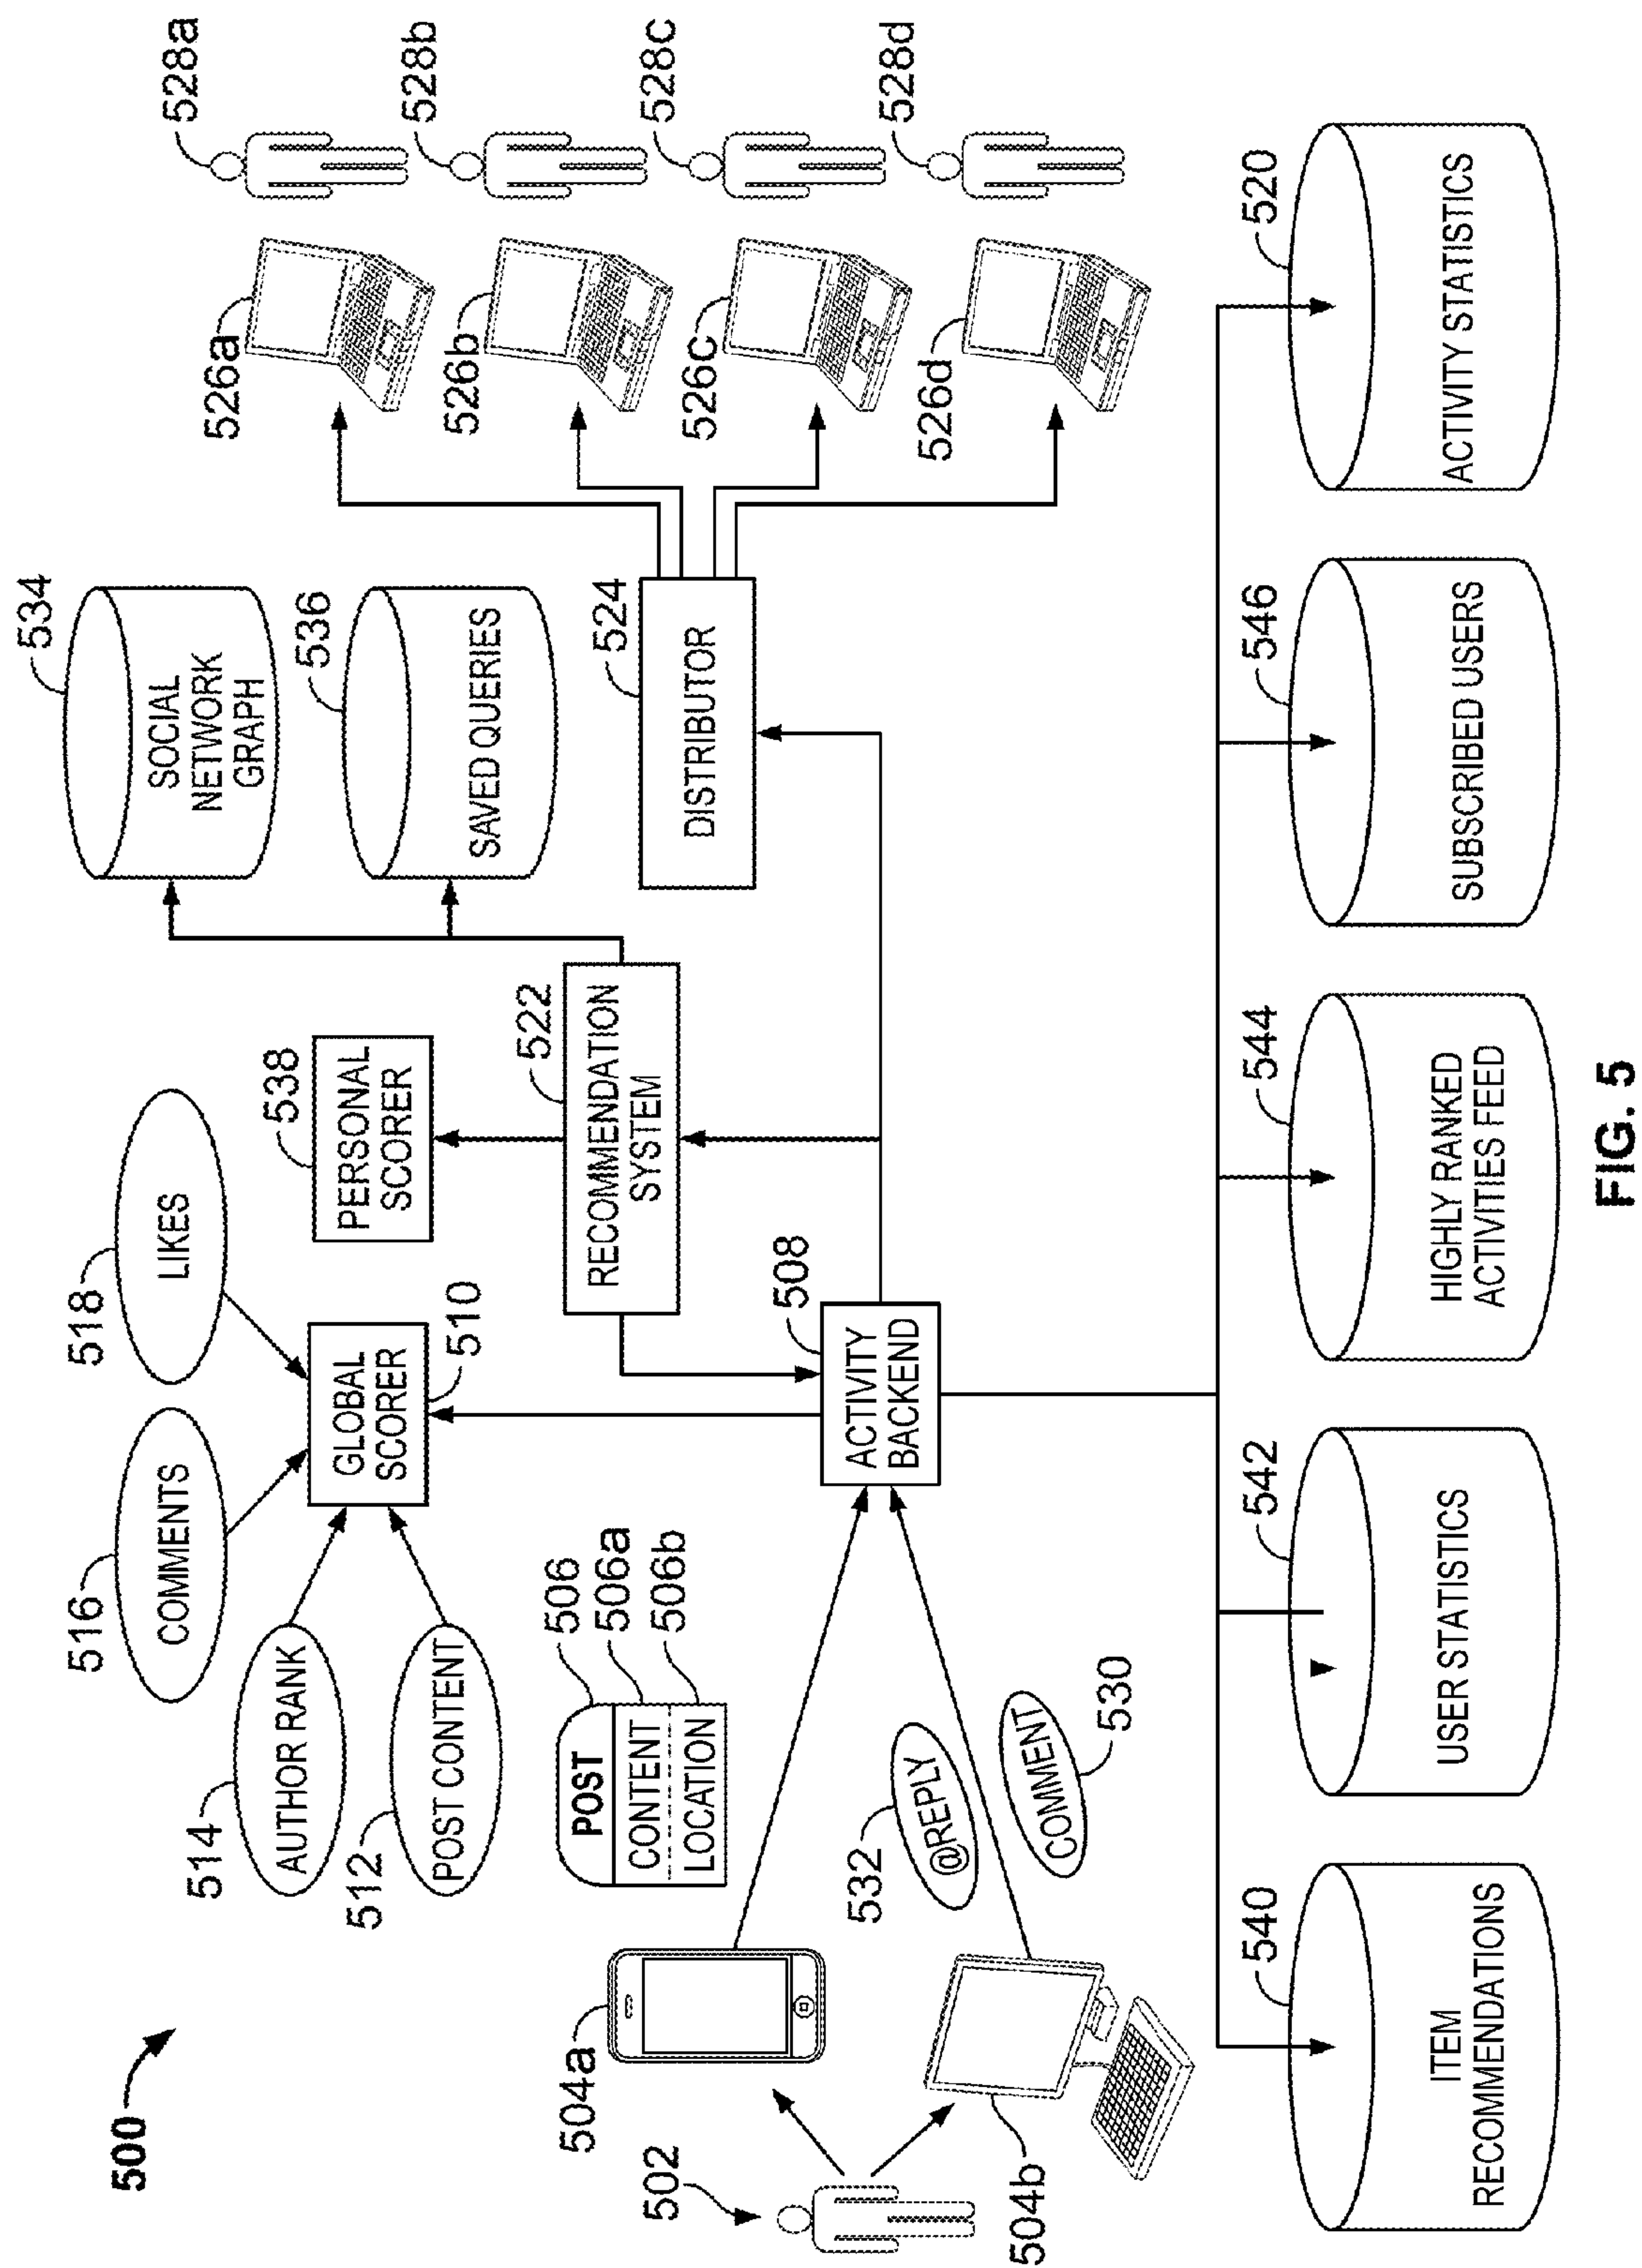 500
502
504a
504b
POST
CONTENT
LOCATION
506
506a
506b
@REPLY
532
COMMENT
530
COMMENTS
516
LIKES
518
AUTHOR RANK
514
POST CONTENT
512
GLOBAL
SCORER
510
PERSONAL
SCORER
538
RECOMMENDATION
SYSTEM
522
ACTIVITY
BACKEND
508
SOCIAL
NETWORK
GRAPH
534
SAVED QUERIES
536
DISTRIBUTOR
524
526a
526b
526c
526d
528a
528b
528c
528d
ITEM
RECOMMENDATIONS
540
USER STATISTICS
542
HIGHLY RANKED
ACTIVITIES FEED
544
SUBSCRIBED USERS
546
ACTIVITY STATISTICS
520
FIG. 5